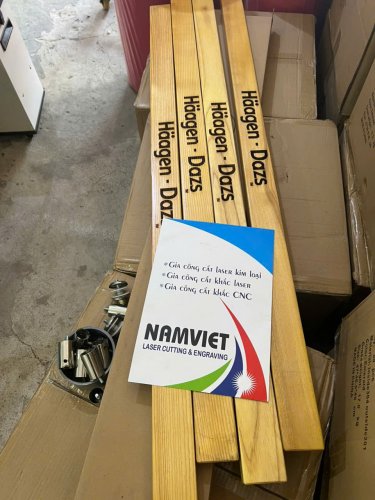 Häagen - Dazs
Häagen - Dazs
Häagen - Dazs
Häagen - Dazs
• Gia công cắt laser kim loại
• Gia công cắt khắc laser
• Gia công cắt khắc CNC
NAMVIET
LASER CUTTING & ENGRAVING